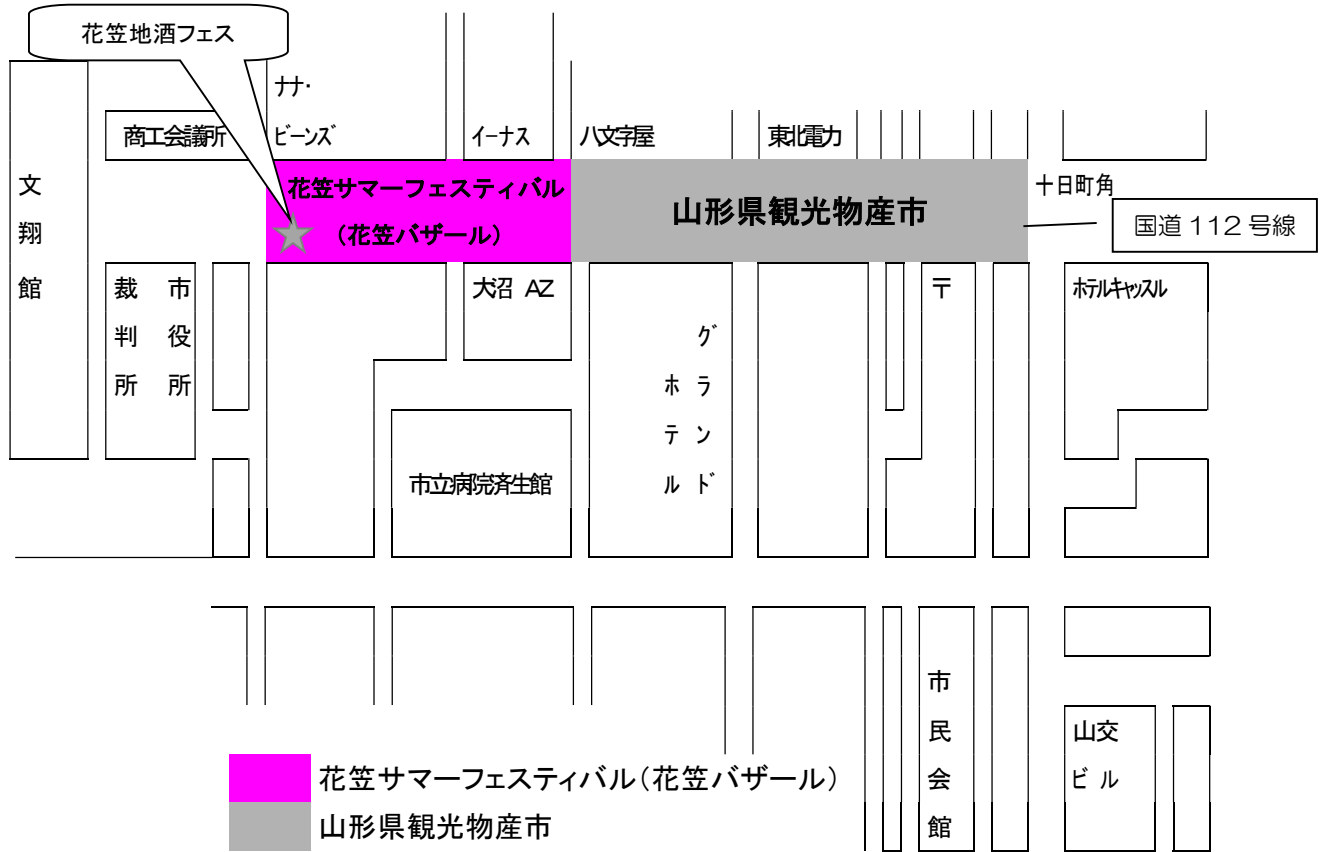 花笠地酒フェス
ナナ・
ビーンズ
商工会議所
イーナス
八文字屋
東北電力
文翔館
花笠サマーフェスティバル
(花笠バザール)
山形県観光物産市
十日町角
国道112号線
裁判所
市役所
大沼 AZ
〒
ホテルキャッスル
グランド
ホテル
市立病院済生館
市民会館
山交
ビル
花笠サマーフェスティバル(花笠バザール)
山形県観光物産市